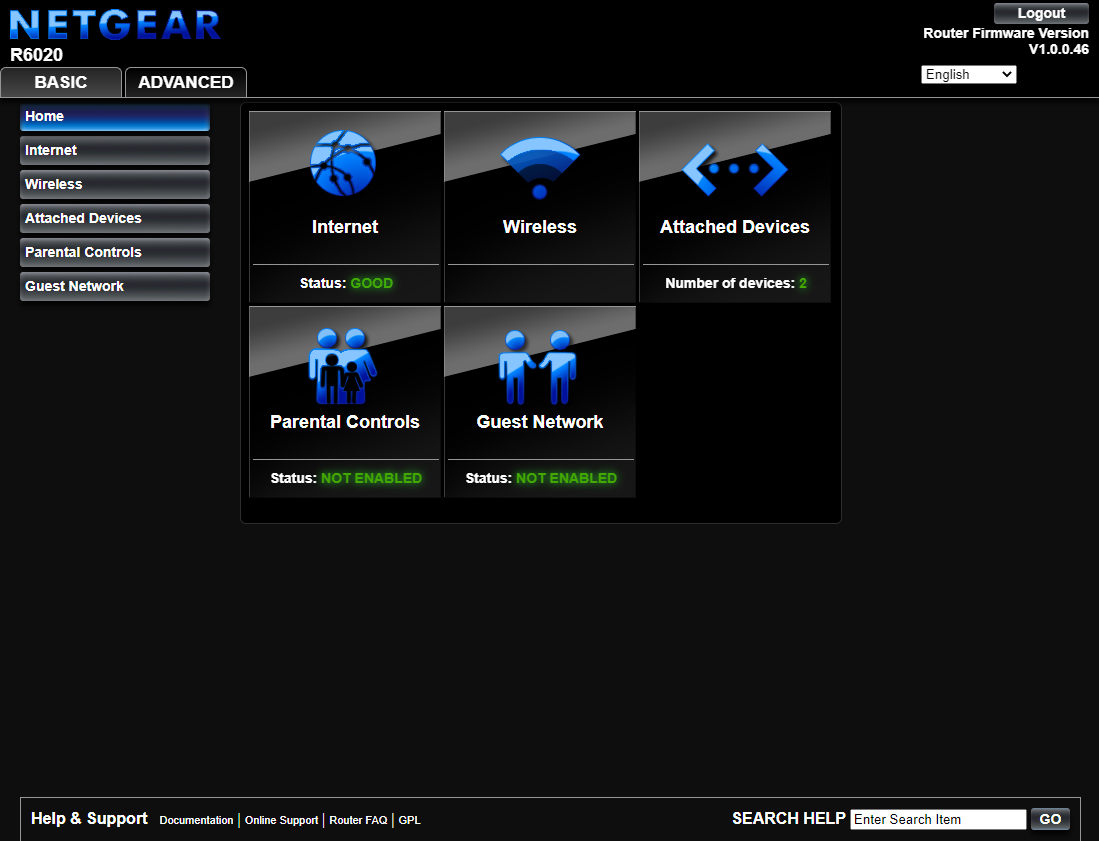 NETGEAR
R6020
Logout
Router Firmware Version
V1.0.0.46
English
BASIC
ADVANCED
Home
Internet
Wireless
Attached Devices
Parental Controls
Guest Network
Internet
Status: GOOD
Wireless
Attached Devices
Number of devices: 2
Parental Controls
Status: NOT ENABLED
Guest Network
Status: NOT ENABLED
Help & Support Documentation | Online Support | Router FAQ | GPL
SEARCH HELP Enter Search Item GO